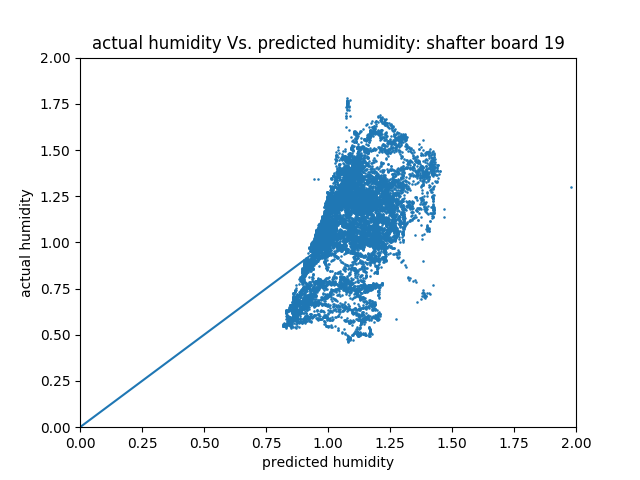 actual humidity Vs. predicted humidity: shafter board 19
2.00
1.75
1.50
1.25
1.00
0.75
0.50
0.25
0.00
actual humidity
0.00 0.25 0.50 0.75 1.00 1.25 1.50 1.75 2.00
predicted humidity